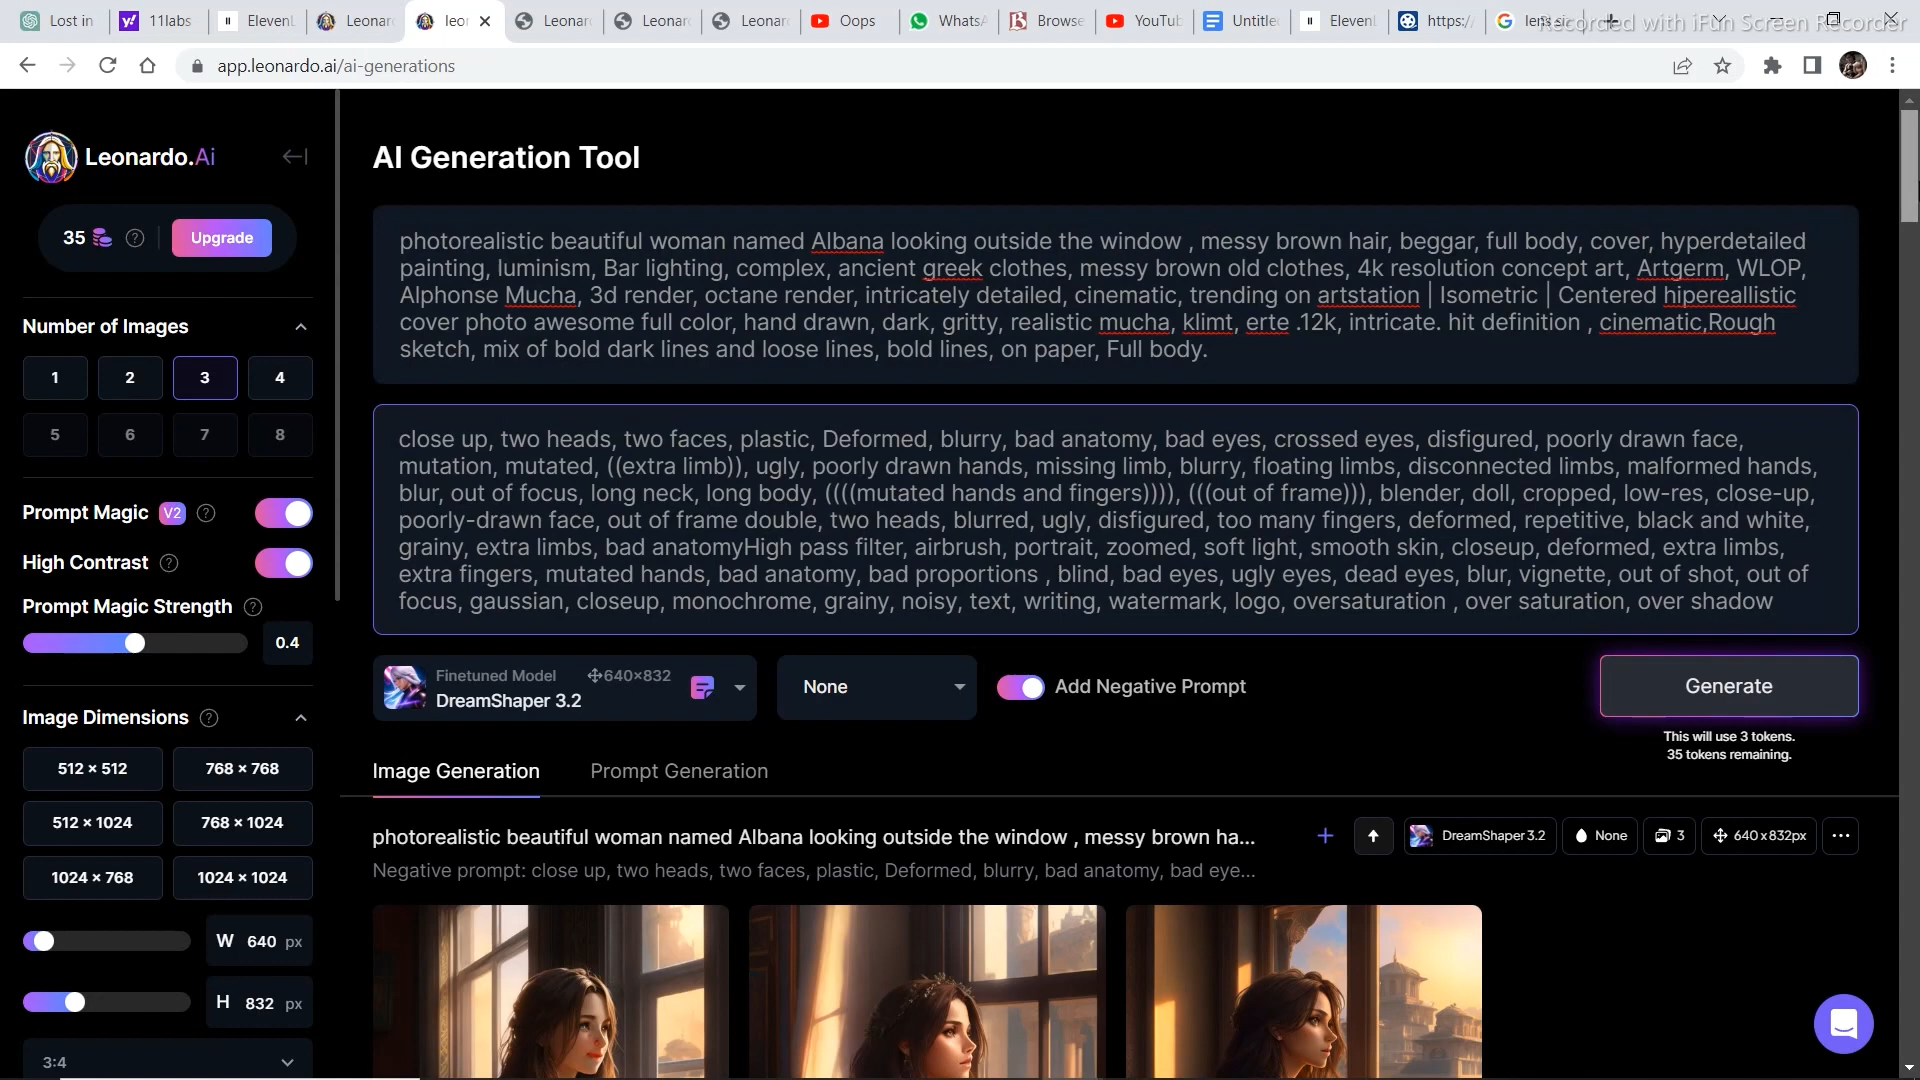 Lost in
11labs
ElevenL
Leonar
leor
Leonar
Leonar
Leonar
Oops
WhatsA
Browse
YouTub
Untitle
ElevenL
https:/
lens si
Recorded with iFun Screen Recorder
app.leonardo.ai/ai-generations
Leonardo.Ai
35
Upgrade
Number of Images
1 2 3 4
5 6 7 8
Prompt Magic V2
High Contrast
Prompt Magic Strength
0.4
Image Dimensions
512 × 512 768 × 768
512 × 1024 768 × 1024
1024 × 768 1024 × 1024
W 640 px
H 832 px
3:4
AI Generation Tool
photorealistic beautiful woman named Albana looking outside the window , messy brown hair, beggar, full body, cover, hyperdetailed
painting, luminism, Bar lighting, complex, ancient greek clothes, messy brown old clothes, 4k resolution concept art, Artgerm, WLOP,
Alphonse Mucha, 3d render, octane render, intricately detailed, cinematic, trending on artstation | Isometric | Centered hipereallistic
cover photo awesome full color, hand drawn, dark, gritty, realistic mucha, klimt, erte .12k, intricate. hit definition , cinematic,Rough
sketch, mix of bold dark lines and loose lines, bold lines, on paper, Full body.
close up, two heads, two faces, plastic, Deformed, blurry, bad anatomy, bad eyes, crossed eyes, disfigured, poorly drawn face,
mutation, mutated, ((extra limb)), ugly, poorly drawn hands, missing limb, blurry, floating limbs, disconnected limbs, malformed hands,
blur, out of focus, long neck, long body, ((((mutated hands and fingers)))), (((out of frame))), blender, doll, cropped, low-res, close-up,
poorly-drawn face, out of frame double, two heads, blurred, ugly, disfigured, too many fingers, deformed, repetitive, black and white,
grainy, extra limbs, bad anatomyHigh pass filter, airbrush, portrait, zoomed, soft light, smooth skin, closeup, deformed, extra limbs,
extra fingers, mutated hands, bad anatomy, bad proportions , blind, bad eyes, ugly eyes, dead eyes, blur, vignette, out of shot, out of
focus, gaussian, closeup, monochrome, grainy, noisy, text, writing, watermark, logo, oversaturation , over saturation, over shadow
Finetuned Model 640×832
DreamShaper 3.2
None
Add Negative Prompt
Generate
This will use 3 tokens.
35 tokens remaining.
Image Generation
Prompt Generation
photorealistic beautiful woman named Albana looking outside the window , messy brown ha...
DreamShaper 3.2
None
3
640 x 832px
Negative prompt: close up, two heads, two faces, plastic, Deformed, blurry, bad anatomy, bad eye...